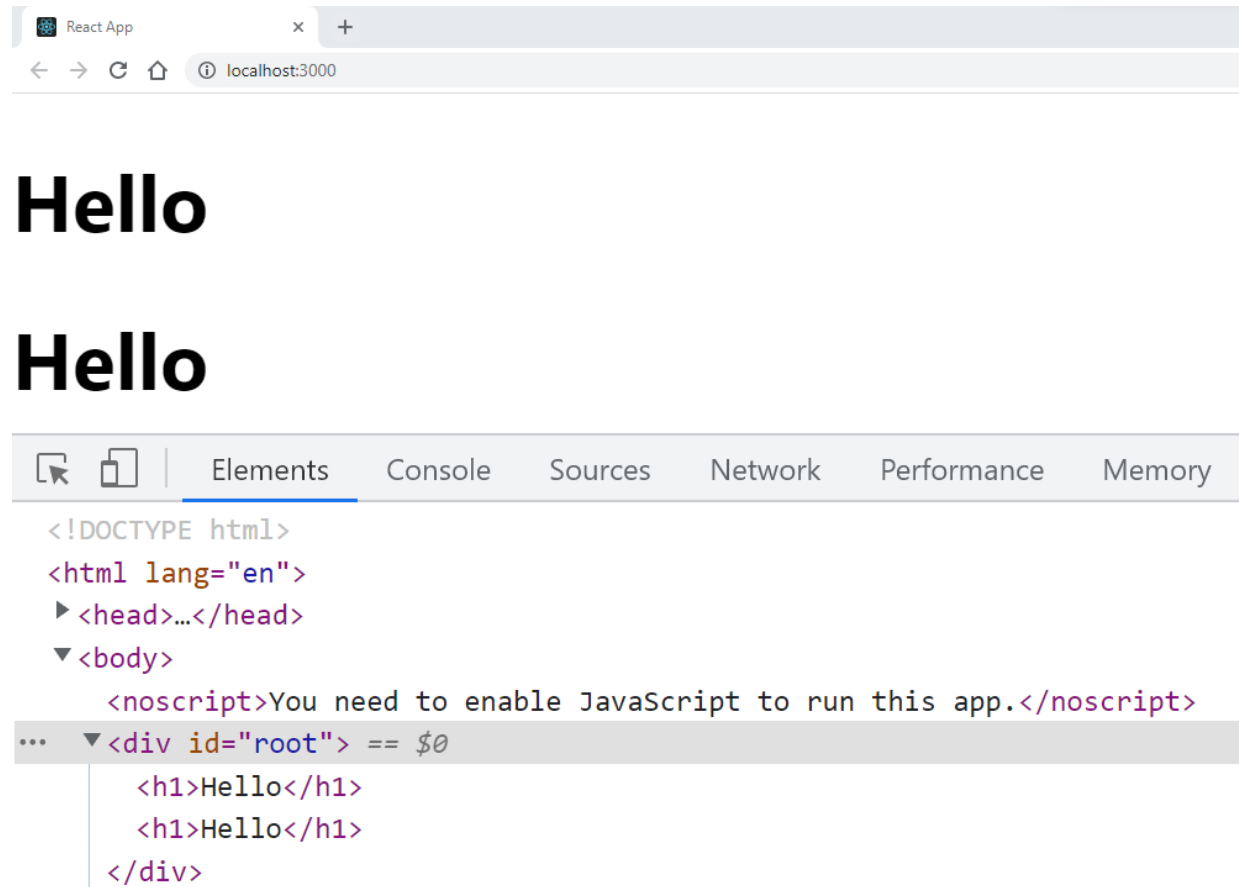 React App
localhost:3000
Hello
Hello
Elements Console Sources Network Performance Memory
<!DOCTYPE html>
<html lang="en">
<head>…</head>
<body>
<noscript>You need to enable JavaScript to run this app.</noscript>
<div id="root"> == $0
<h1>Hello</h1>
<h1>Hello</h1>
</div>